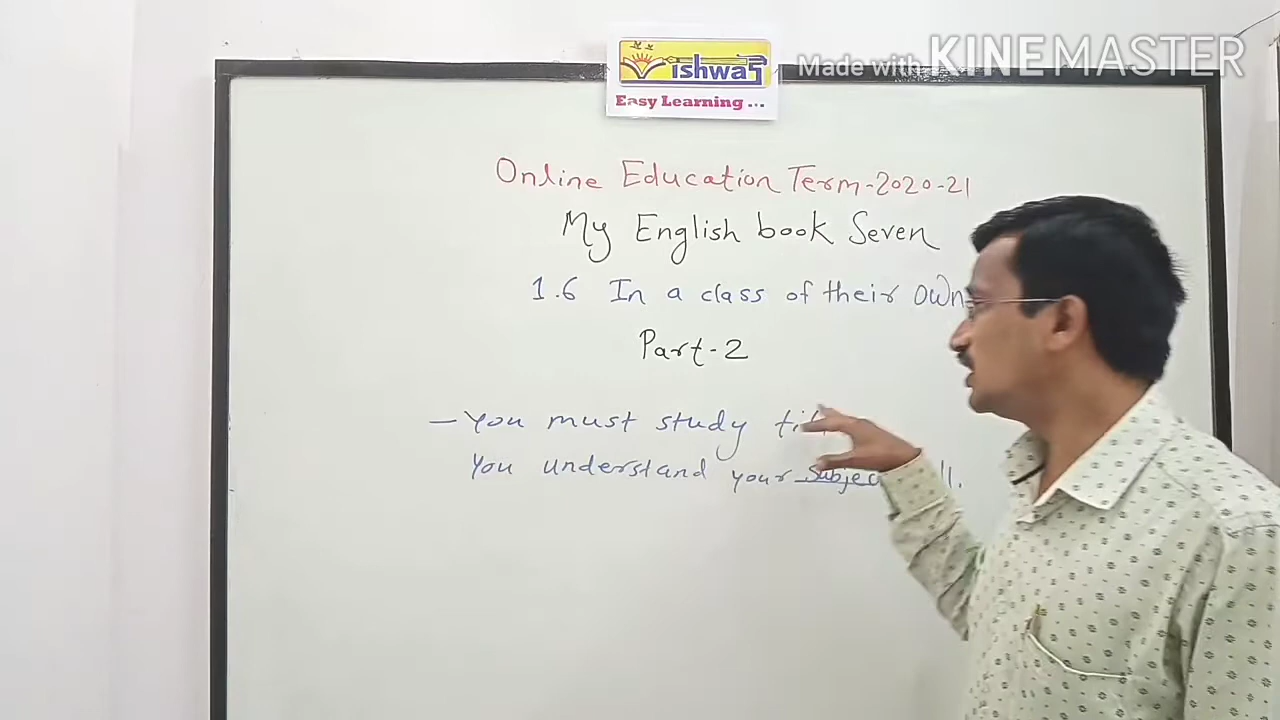 Made with KINEMASTER
Vishwas
Easy Learning ...
Online Education Term-2020-21
My English book Seven
1.6 In a class of their own
Part-2
- You must study
You understand your